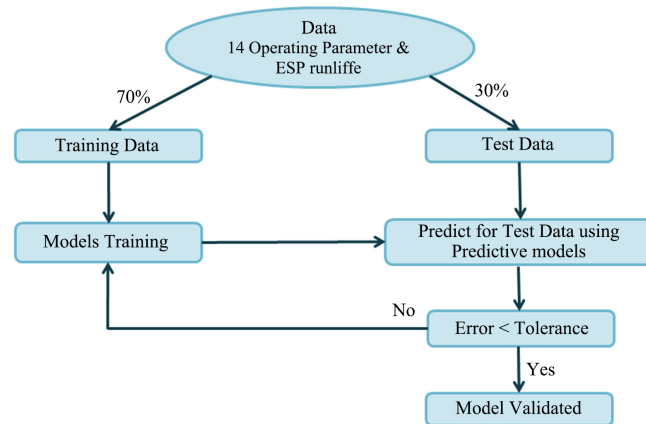 Data
14 Operating Parameter &
ESP runliffe
70%
30%
Training Data
Test Data
Models Training
Predict for Test Data using
Predictive models
No
Error < Tolerance
Yes
Model Validated